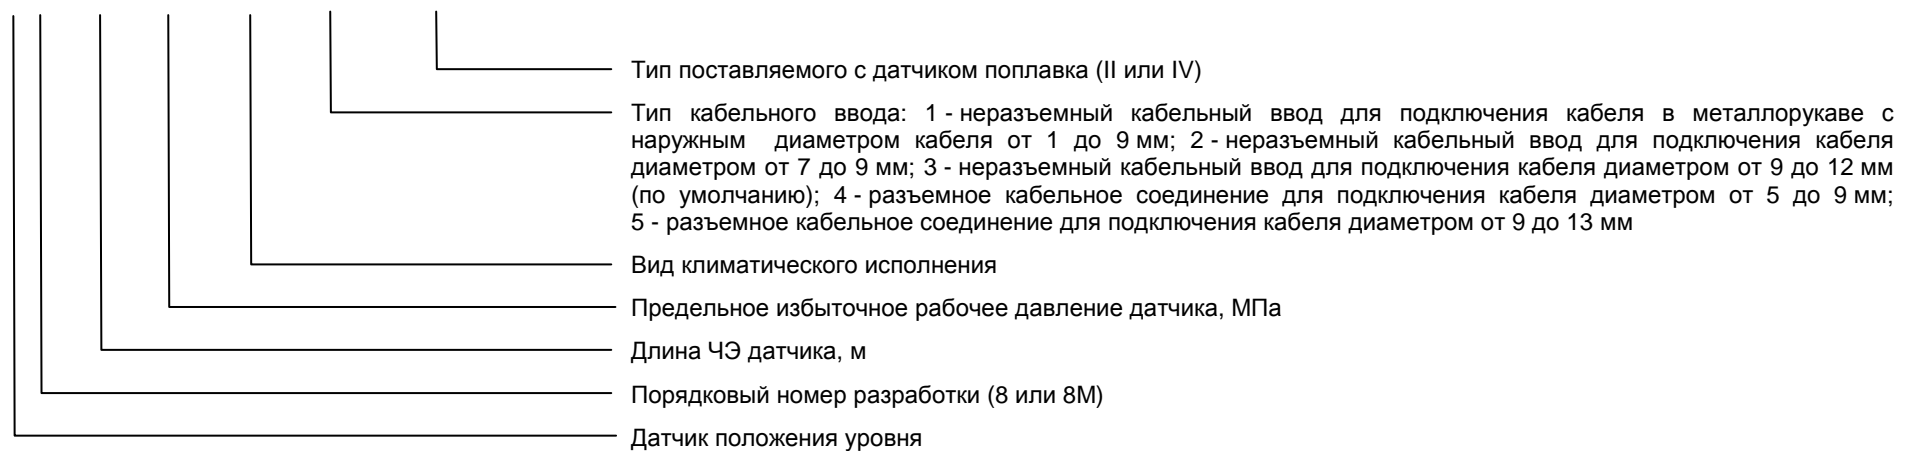 Тип поставляемого с датчиком поплавка (II или IV)
Тип кабельного ввода: 1 - неразъемный кабельный ввод для подключения кабеля в металлорукаве с
наружным диаметром кабеля от 1 до 9 мм; 2 - неразъемный кабельный ввод для подключения кабеля
диаметром от 7 до 9 мм; 3 - неразъемный кабельный ввод для подключения кабеля диаметром от 9 до 12 мм
(по умолчанию); 4 - разъемное кабельное соединение для подключения кабеля диаметром от 5 до 9 мм;
5 - разъемное кабельное соединение для подключения кабеля диаметром от 9 до 13 мм
Вид климатического исполнения
Предельное избыточное рабочее давление датчика, МПа
Длина ЧЭ датчика, м
Порядковый номер разработки (8 или 8М)
Датчик положения уровня